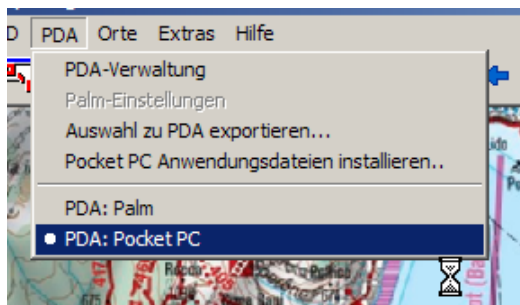 D PDA Orte Extras Hilfe
PDA-Verwaltung
Palm-Einstellungen
Auswahl zu PDA exportieren...
Pocket PC Anwendungsdateien installieren..
PDA: Palm
PDA: Pocket PC
675